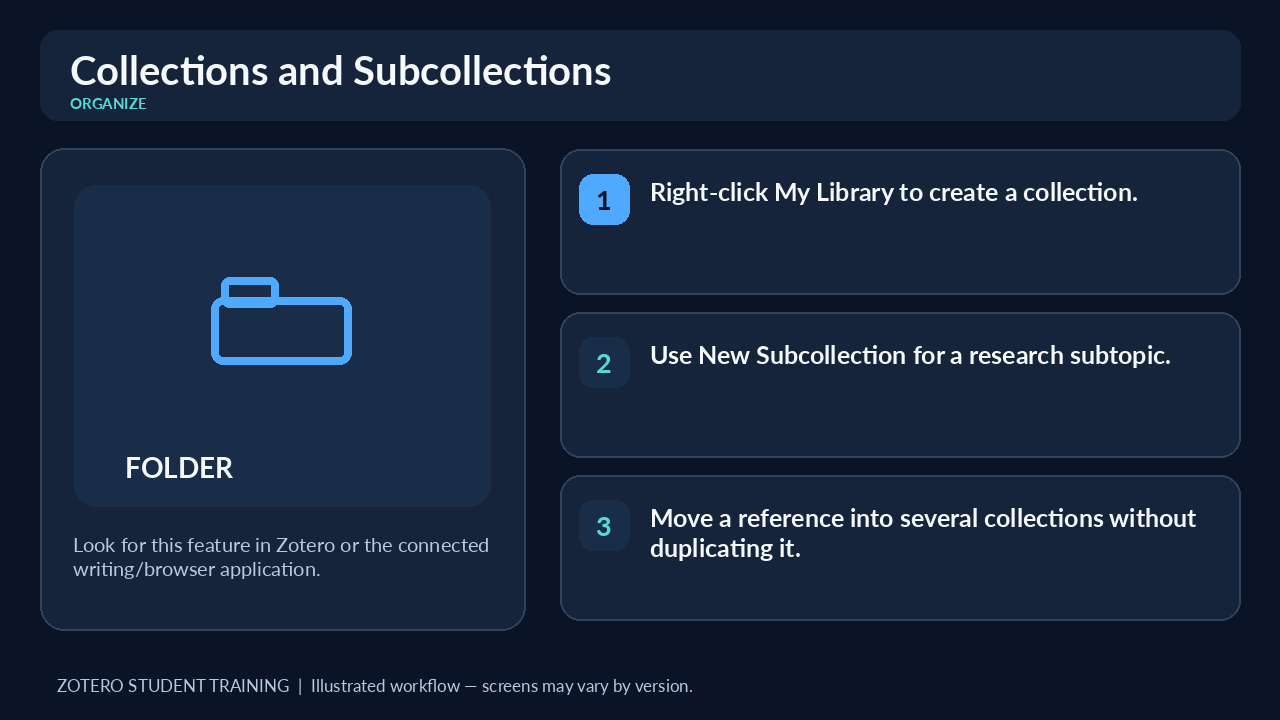 Collections and Subcollections
ORGANIZE
FOLDER
Look for this feature in Zotero or the connected
writing/browser application.
1
Right-click My Library to create a collection.
2
Use New Subcollection for a research subtopic.
3
Move a reference into several collections without
duplicating it.
ZOTERO STUDENT TRAINING | Illustrated workflow — screens may vary by version.